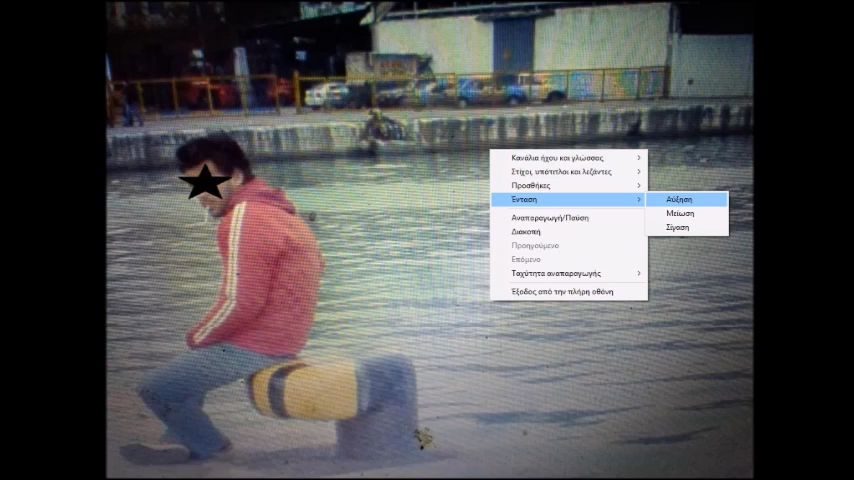 Κανάλια ήχου και γλώσσας
Στίχοι, υπότιτλοι και λεζάντες
Προσθήκες
Ένταση
Αύξηση
Μείωση
Σίγαση
Αναπαραγωγή/Παύση
Διακοπή
Προηγούμενο
Επόμενο
Ταχύτητα αναπαραγωγής
Έξοδος από την πλήρη οθόνη